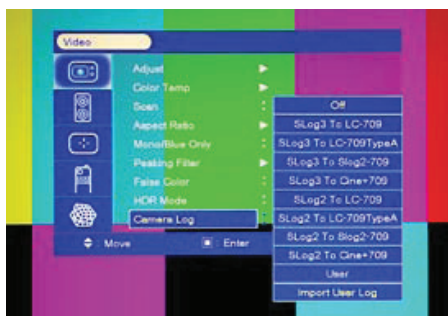 Video
Adjust
Color Temp
Scan :
Aspect Ratio
Mono/Blue Only :
Peaking Filter
False Color :
HDR Mode :
Camera Log :
Move
Enter
Off
SLog3 To LC-709
SLog3 To LC-709TypeA
SLog3 To Slog2-709
SLog3 To Cine+709
SLog2 To LC-709
SLog2 To LC-709TypeA
SLog2 To Slog2-709
SLog2 To Cine+709
User
Import User Log